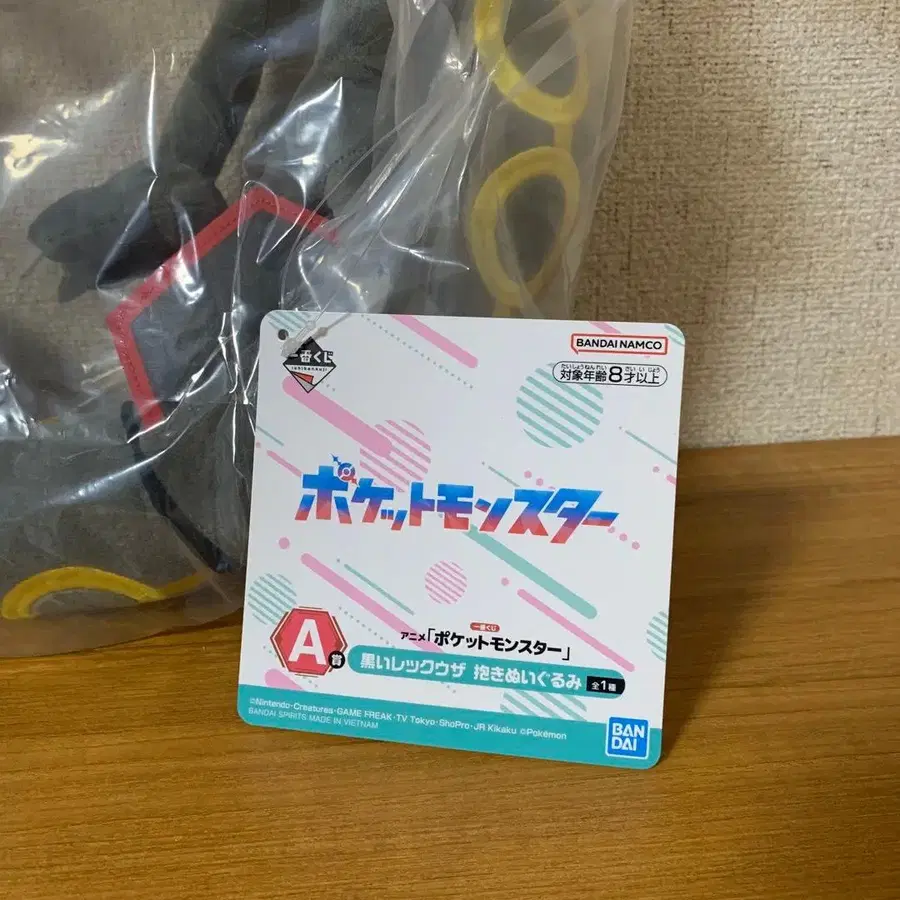 一番くじ
ichibanKUJI
BANDAI NAMCO
たいしょうねんれい さい いじょう
対象年齢8才以上
ポケットモンスター
一番くじ
アニメ「ポケットモンスター」
A賞
黒いレックウザ 抱きぬいぐるみ 全1種
©Nintendo・Creatures・GAME FREAK・TV Tokyo・ShoPro・JR Kikaku ©Pokémon
BANDAI SPIRITS MADE IN VIETNAM
BAN
DAI